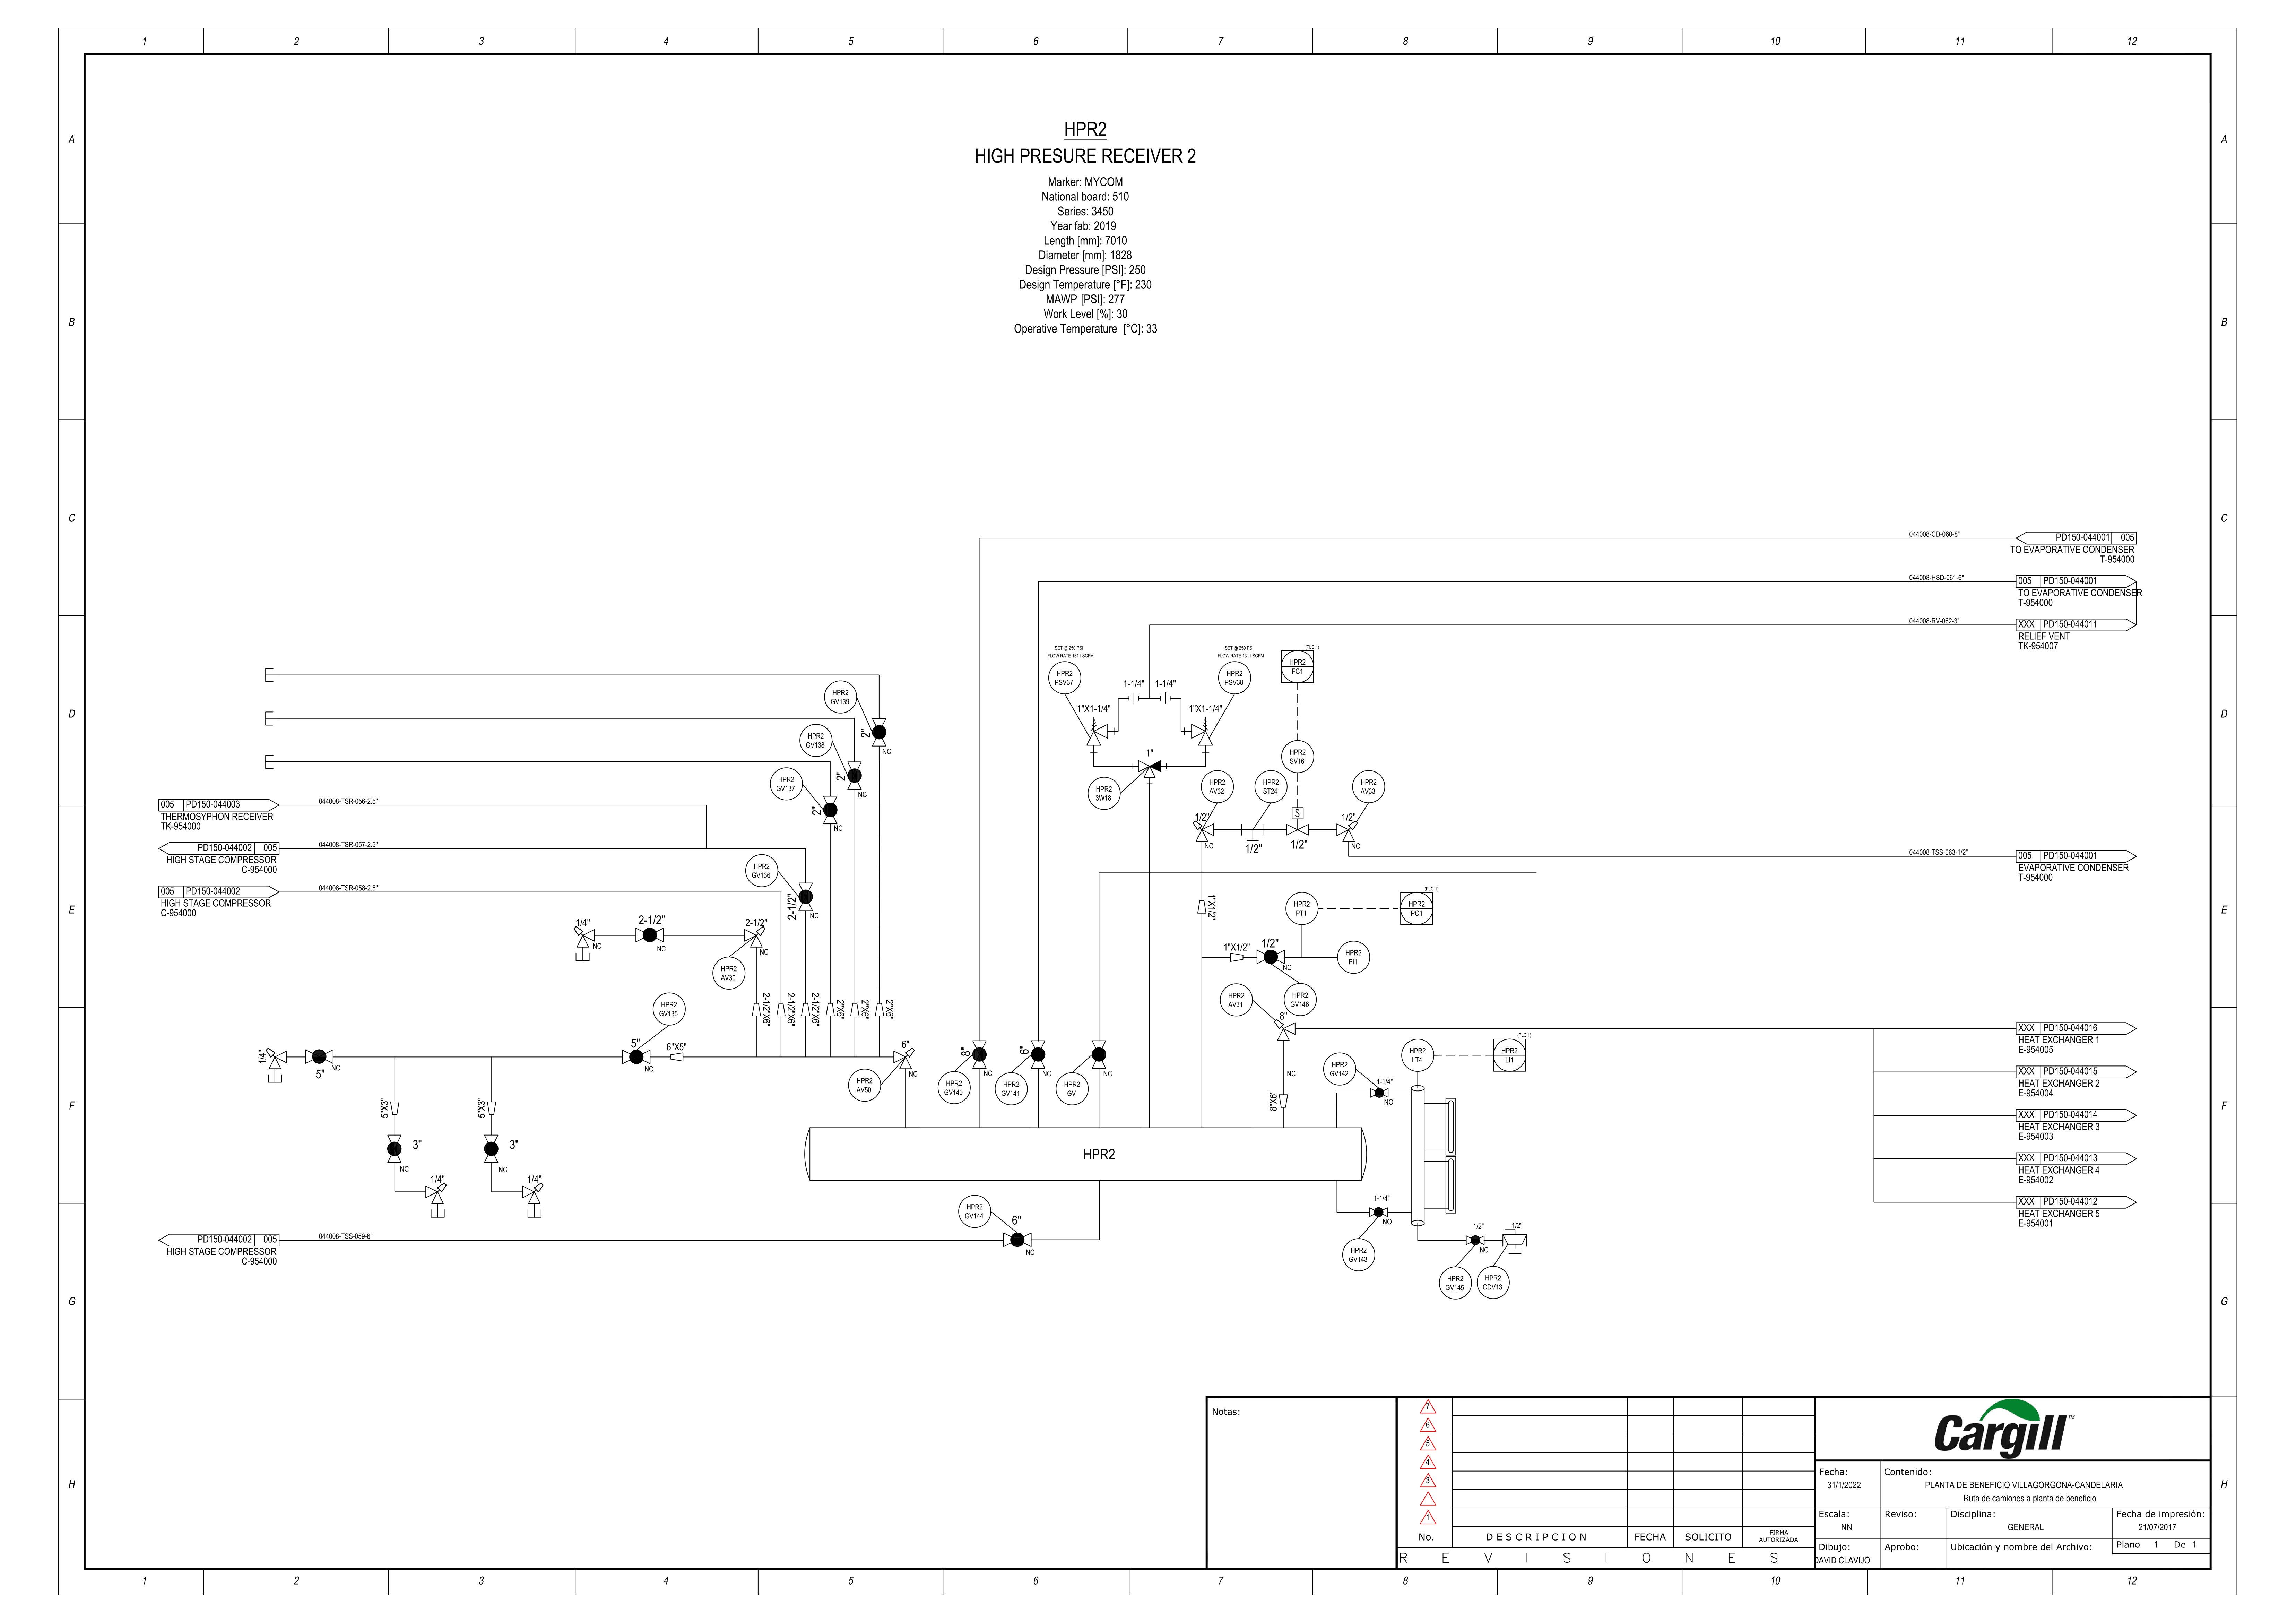 1 2 3 4 5 6 7 8 9 10 11 12
A A
B B
C C
D D
E E
F F
G G
H H
HPR2
HIGH PRESURE RECEIVER 2
Marker: MYCOM
National board: 510
Series: 3450
Year fab: 2019
Length [mm]: 7010
Diameter [mm]: 1828
Design Pressure [PSI]: 250
Design Temperature [°F]: 230
MAWP [PSI]: 277
Work Level [%]: 30
Operative Temperature [°C]: 33
044008-CD-060-8"
PD150-044001 005
TO EVAPORATIVE CONDENSER
T-954000
044008-HSD-061-6"
005 PD150-044001
TO EVAPORATIVE CONDENSER
T-954000
044008-RV-062-3"
XXX PD150-044011
RELIEF VENT
TK-954007
SET @ 250 PSI
FLOW RATE 1311 SCFM
HPR2
PSV37
SET @ 250 PSI
FLOW RATE 1311 SCFM
HPR2
PSV38
(PLC 1)
HPR2
FC1
1-1/4" 1-1/4"
1"X1-1/4" 1"X1-1/4"
1"
HPR2
3W18
HPR2
SV16
HPR2
AV32
HPR2
ST24
HPR2
AV33
S
1/2"
NC
1/2"
1/2"
1/2"
NC
044008-TSS-063-1/2"
005 PD150-044001
EVAPORATIVE CONDENSER
T-954000
HPR2
GV139
2"
NC
HPR2
GV138
2"
NC
HPR2
GV137
2"
NC
005 PD150-044003
THERMOSYPHON RECEIVER
TK-954000
044008-TSR-056-2.5"
PD150-044002 005
HIGH STAGE COMPRESSOR
C-954000
044008-TSR-057-2.5"
005 PD150-044002
HIGH STAGE COMPRESSOR
C-954000
044008-TSR-058-2.5"
HPR2
GV136
2-1/2"
NC
1/4"
NC
2-1/2"
NC
2-1/2"
NC
HPR2
AV30
1"X1/2"
HPR2
PT1
(PLC 1)
HPR2
PC1
1"X1/2"
1/2"
NC
HPR2
PI1
HPR2
AV31
HPR2
GV146
8"
2-1/2"X6"
2-1/2"X6"
2-1/2"X6"
2"X6"
2"X6"
2"X6"
HPR2
GV135
1/4"
5"
NC
5"
NC
6"X5"
6"
NC
HPR2
AV50
8"
NC
HPR2
GV140
6"
NC
HPR2
GV141
NC
HPR2
GV
NC
8"X6"
HPR2
GV142
1-1/4"
NO
HPR2
LT4
(PLC 1)
HPR2
LI1
XXX PD150-044016
HEAT EXCHANGER 1
E-954005
XXX PD150-044015
HEAT EXCHANGER 2
E-954004
XXX PD150-044014
HEAT EXCHANGER 3
E-954003
XXX PD150-044013
HEAT EXCHANGER 4
E-954002
XXX PD150-044012
HEAT EXCHANGER 5
E-954001
5"X3"
3"
NC
1/4"
5"X3"
3"
NC
1/4"
HPR2
PD150-044002 005
HIGH STAGE COMPRESSOR
C-954000
044008-TSS-059-6"
HPR2
GV144
6"
NC
1-1/4"
NO
HPR2
GV143
1/2"
NC
1/2"
HPR2
GV145
HPR2
ODV13
Notas:
7
6
5
4
3
1
No. DESCRIPCION FECHA SOLICITO FIRMA AUTORIZADA
REVISIONES
Cargill TM
Fecha:
31/1/2022
Contenido:
PLANTA DE BENEFICIO VILLAGORGONA-CANDELARIA
Ruta de camiones a planta de beneficio
Escala:
NN
Reviso:
Disciplina:
GENERAL
Fecha de impresión:
21/07/2017
Dibujo:
DAVID CLAVIJO
Aprobo:
Ubicación y nombre del Archivo:
Plano 1 De 1
1 2 3 4 5 6 7 8 9 10 11 12